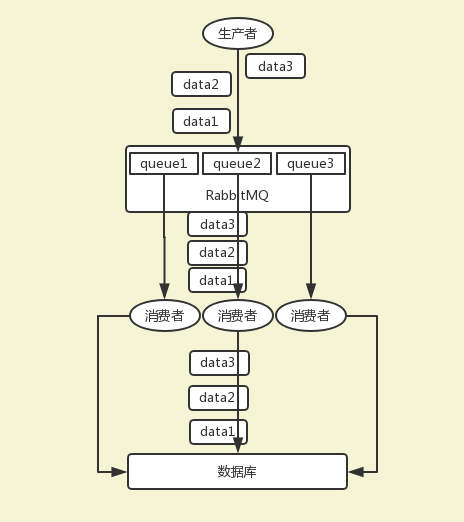 生产者
data3
data2
data1
queue1 queue2 queue3
RabbitMQ
data3
data2
data1
消费者 消费者 消费者
data3
data2
data1
数据库